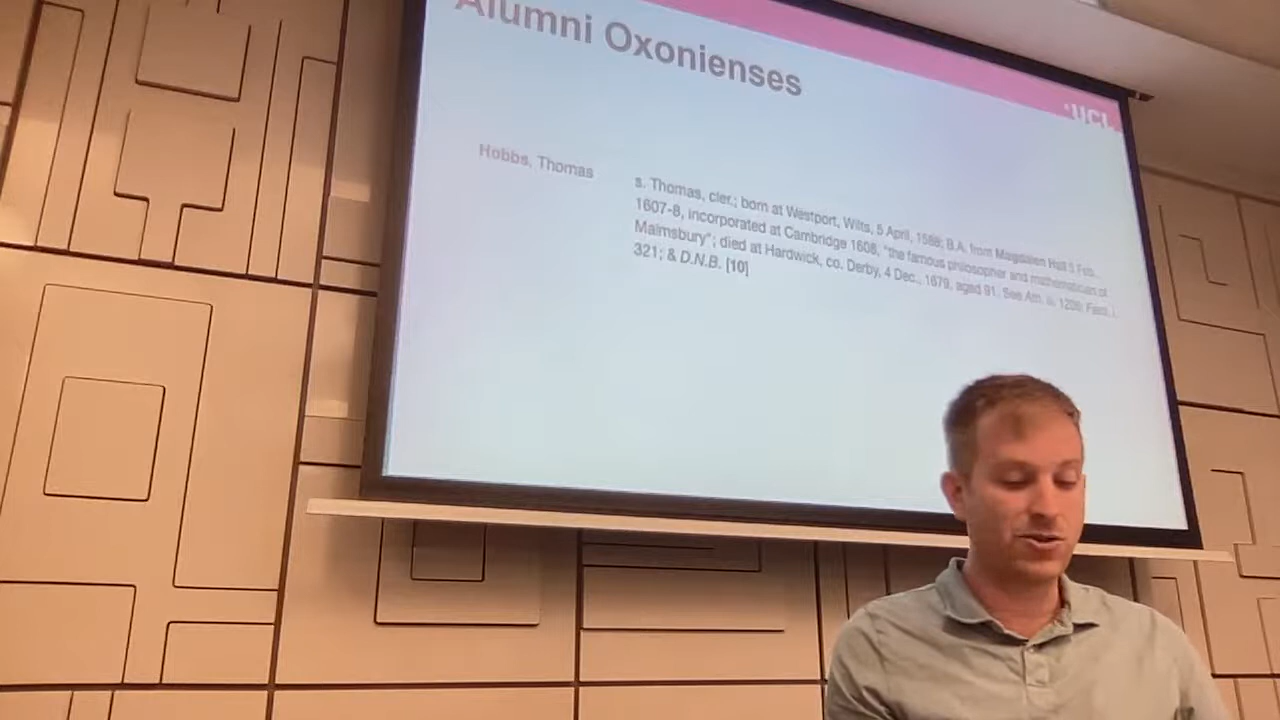 Alumni Oxonienses
UCL
Hobbs, Thomas
s. Thomas, cler.; born at Westport, Wilts, 5 April, 1588; B.A. from Magdalen Hall 5 Feb.,
1607-8, incorporated at Cambridge 1608, "the famous philosopher and mathematician of
Malmsbury"; died at Hardwick, co. Derby, 4 Dec., 1679, aged 91. See Ath. iii. 1206; Fasti, i.
321; & D.N.B. [10]